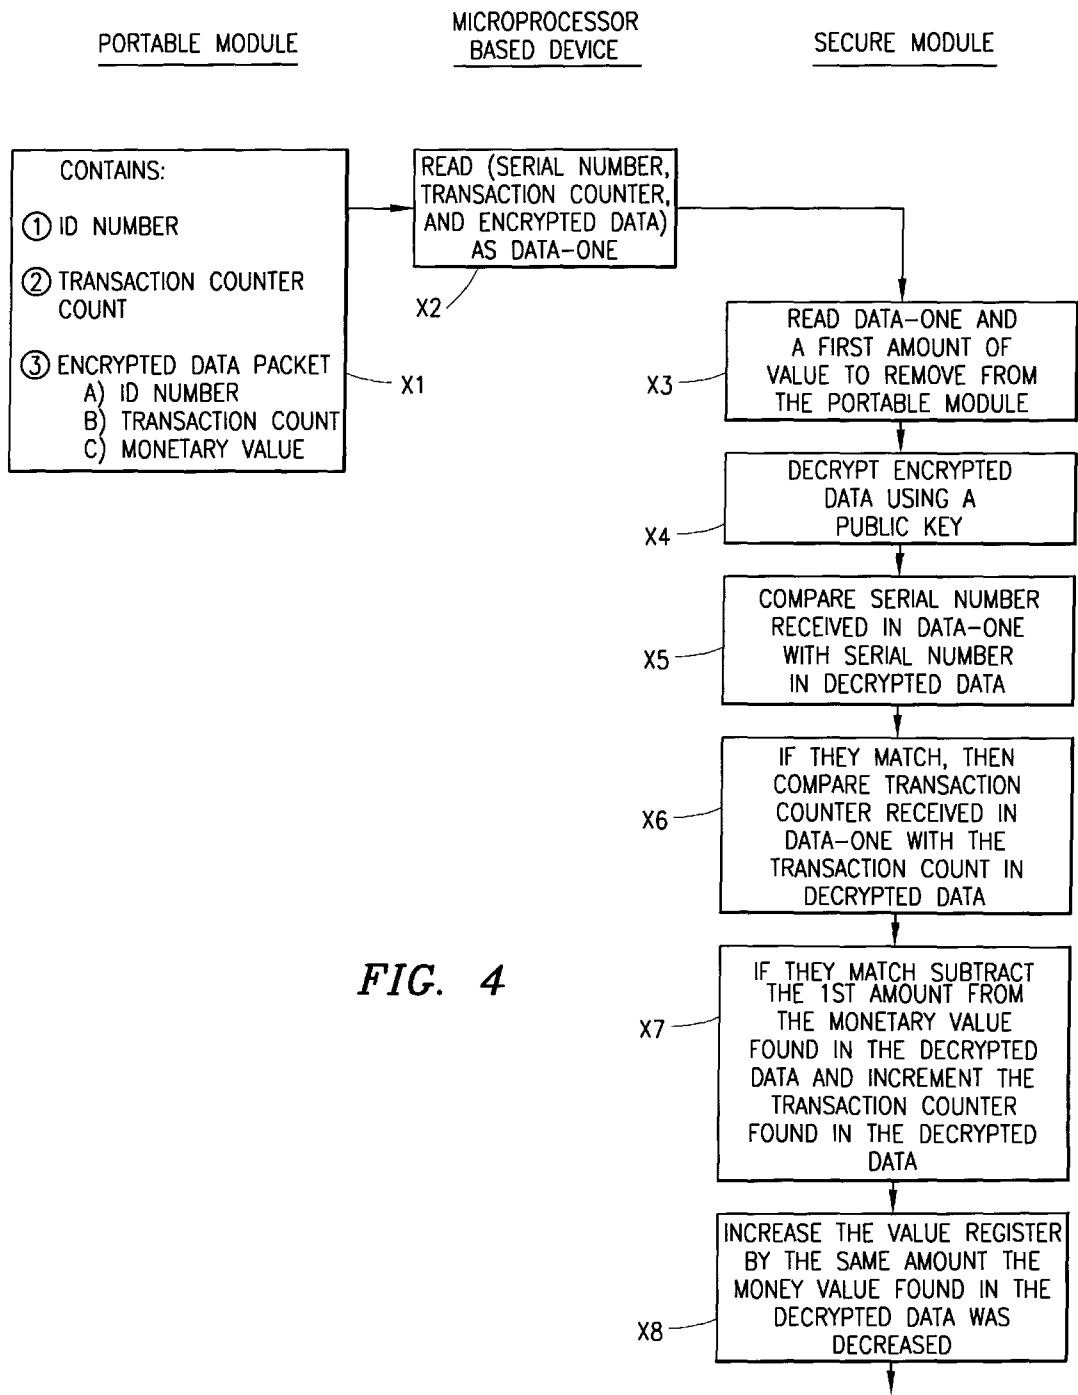 PORTABLE MODULE
MICROPROCESSOR
BASED DEVICE
SECURE MODULE
CONTAINS:
① ID NUMBER
② TRANSACTION COUNTER
COUNT
③ ENCRYPTED DATA PACKET
A) ID NUMBER
B) TRANSACTION COUNT
C) MONETARY VALUE
X1
READ (SERIAL NUMBER,
TRANSACTION COUNTER,
AND ENCRYPTED DATA)
AS DATA-ONE
X2
READ DATA-ONE AND
A FIRST AMOUNT OF
VALUE TO REMOVE FROM
THE PORTABLE MODULE
X3
DECRYPT ENCRYPTED
DATA USING A
PUBLIC KEY
X4
COMPARE SERIAL NUMBER
RECEIVED IN DATA-ONE
WITH SERIAL NUMBER
IN DECRYPTED DATA
X5
IF THEY MATCH, THEN
COMPARE TRANSACTION
COUNTER RECEIVED IN
DATA-ONE WITH THE
TRANSACTION COUNT IN
DECRYPTED DATA
X6
IF THEY MATCH SUBTRACT
THE 1ST AMOUNT FROM
THE MONETARY VALUE
FOUND IN THE DECRYPTED
DATA AND INCREMENT THE
TRANSACTION COUNTER
FOUND IN THE DECRYPTED
DATA
X7
INCREASE THE VALUE REGISTER
BY THE SAME AMOUNT THE
MONEY VALUE FOUND IN THE
DECRYPTED DATA WAS
DECREASED
X8
FIG. 4